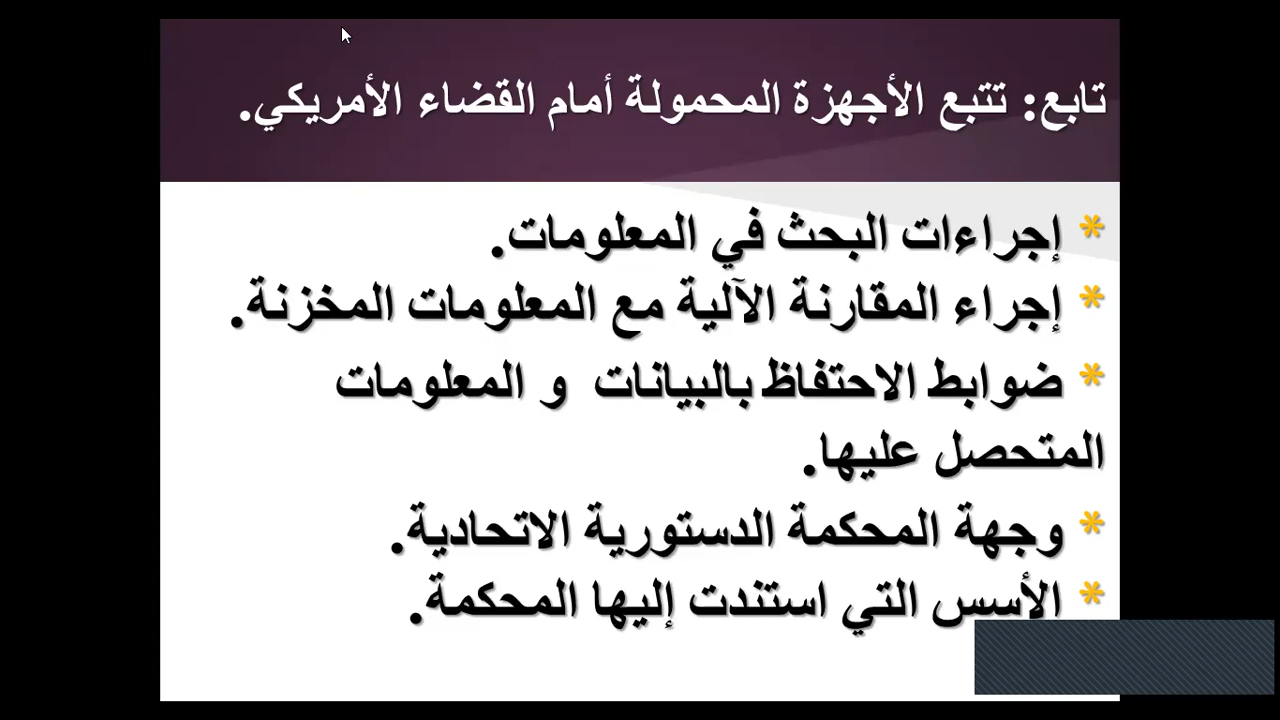 تابع: تتبع الأجهزة المحمولة أمام القضاء الأمريكي.
* إجراءات البحث في المعلومات.
* إجراء المقارنة الآلية مع المعلومات المخزنة.
* ضوابط الاحتفاظ بالبيانات و المعلومات
المتحصل عليها.
* وجهة المحكمة الدستورية الاتحادية.
* الأسس التي استندت إليها المحكمة.